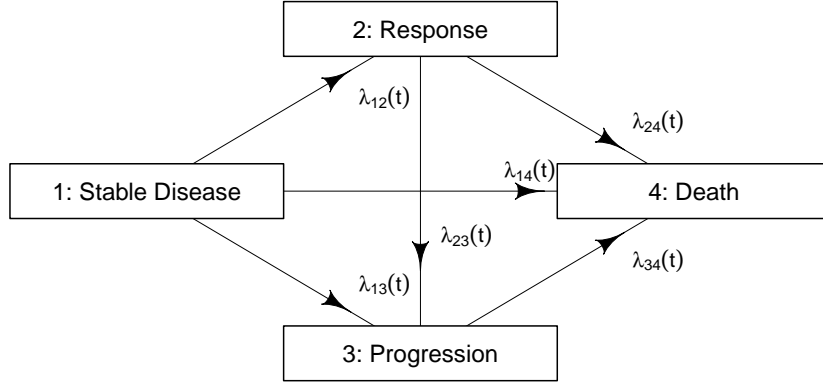 2: Response
λ12(t)
λ24(t)
λ14(t)
1: Stable Disease
4: Death
λ23(t)
λ34(t)
λ13(t)
3: Progression